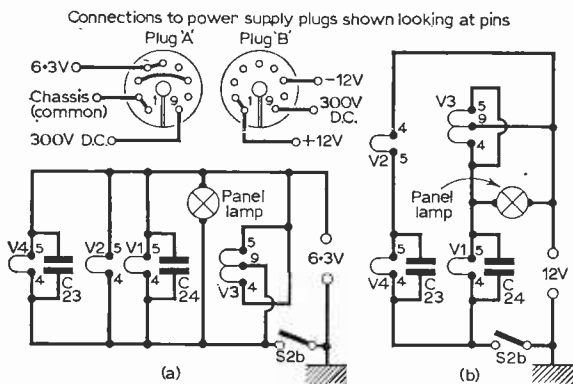 Connections to power supply plugs shown looking at pins
Plug 'A' Plug 'B'
6·3V
Chassis
(common)
300V D.C.
1 9
1 9
−12V
300V
D.C.
+12V
Panel
lamp
V4 5 4
C
23
V2 5 4
V1 5 4
C
24
5
9
4
V3
6·3V
S2b
(a)
V3 5
9
4
4
V2 5
Panel
lamp
V4 5 4
C
23
V1 5 4
C
24
12V
S2b
(b)